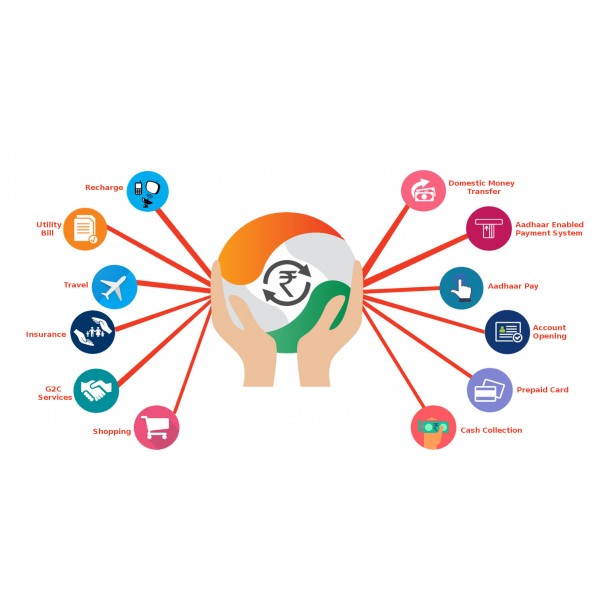 Recharge
Utility
Bill
Travel
Insurance
G2C
Services
Shopping
₹
Domestic Money
Transfer
Aadhaar Enabled
Payment System
Aadhaar Pay
Account
Opening
Prepaid Card
Cash Collection